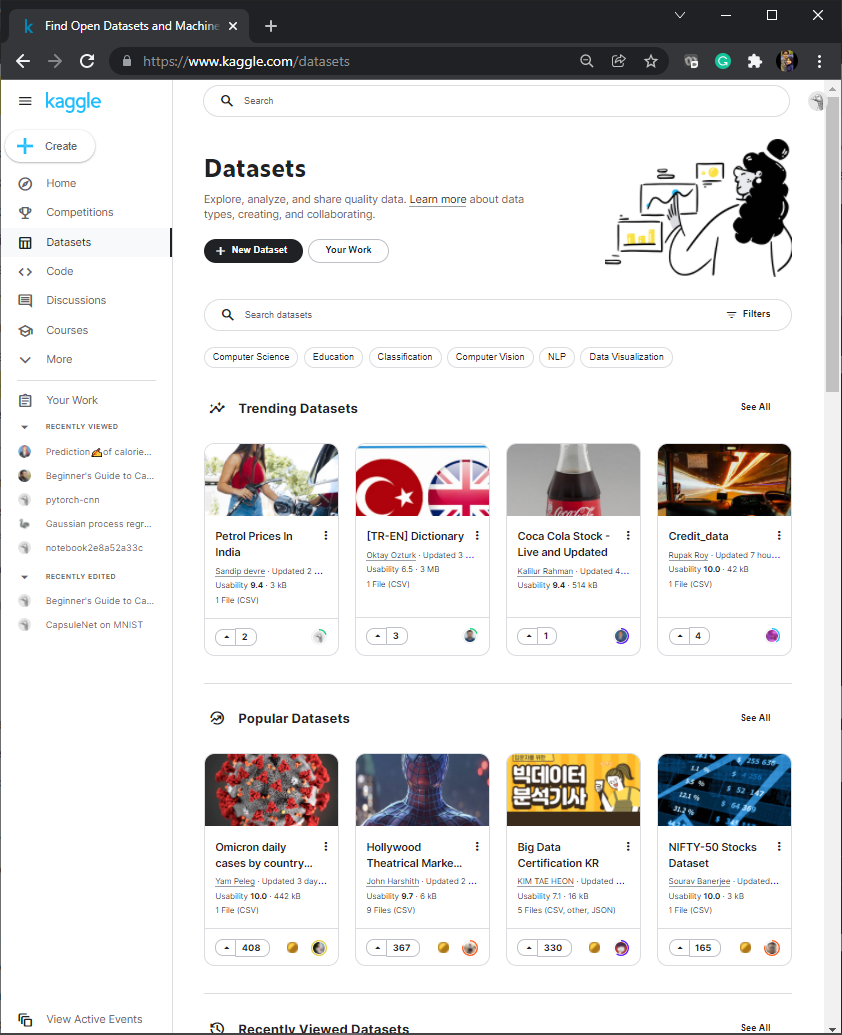 Find Open Datasets and Machine
https://www.kaggle.com/datasets
kaggle
Search
Create
Home
Competitions
Datasets
Code
Discussions
Courses
More
Your Work
RECENTLY VIEWED
Prediction✍of calorie...
Beginner's Guide to Ca...
pytorch-cnn
Gaussian process regr...
notebook2e8a52a33c
RECENTLY EDITED
Beginner's Guide to Ca...
CapsuleNet on MNIST
View Active Events
Datasets
Explore, analyze, and share quality data. Learn more about data
types, creating, and collaborating.
New Dataset
Your Work
Search datasets
Filters
Computer Science
Education
Classification
Computer Vision
NLP
Data Visualization
Trending Datasets
See All
Petrol Prices In
India
Sandip devre · Updated 2 ...
Usability 9.4 · 3 kB
1 File (CSV)
2
[TR-EN] Dictionary
Oktay Ozturk · Updated 3 ...
Usability 6.5 · 3 MB
1 File (CSV)
3
Coca Cola Stock -
Live and Updated
Kalilur Rahman · Updated 4...
Usability 9.4 · 514 kB
1
Credit_data
Rupak Roy · Updated 7 hou...
Usability 10.0 · 42 kB
1 File (CSV)
4
Popular Datasets
See All
Omicron daily
cases by country...
Yam Peleg · Updated 3 day...
Usability 10.0 · 442 kB
1 File (CSV)
408
Hollywood
Theatrical Marke...
John Harshith · Updated 2 ...
Usability 9.7 · 6 kB
9 Files (CSV)
367
빅데이터
분석기사
Big Data
Certification KR
KIM TAE HEON · Updated ...
Usability 7.1 · 16 kB
5 Files (CSV, other, JSON)
330
NIFTY-50 Stocks
Dataset
Sourav Banerjee · Updated...
Usability 10.0 · 3 kB
1 File (CSV)
165
Recently Viewed Datasets
See All